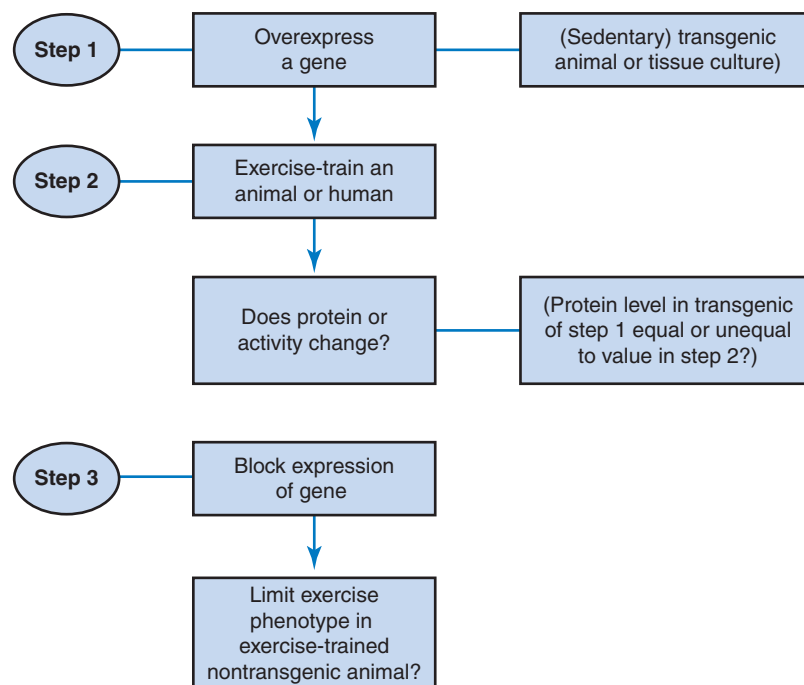 Step 1
Overexpress
a gene
(Sedentary) transgenic
animal or tissue culture)
Step 2
Exercise-train an
animal or human
Does protein or
activity change?
(Protein level in transgenic
of step 1 equal or unequal
to value in step 2?)
Step 3
Block expression
of gene
Limit exercise
phenotype in
exercise-trained
nontransgenic animal?